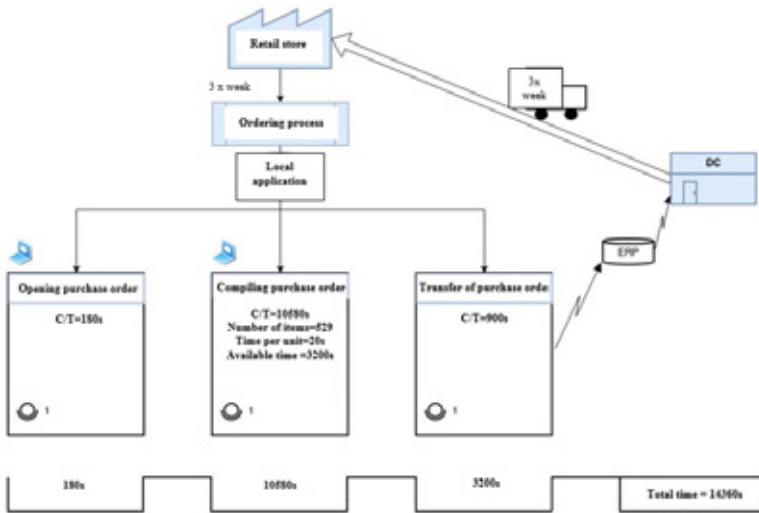 Retail store
3 x week
3x
week
Ordering process
Local
application
DC
ERP
Opening purchase order
C/T=180s
1
Compiling purchase order
C/T=10580s
Number of items=529
Time per unit=20s
Available time =3200s
1
Transfer of purchase order
C/T=900s
1
180s
10580s
3200s
Total time = 14360s